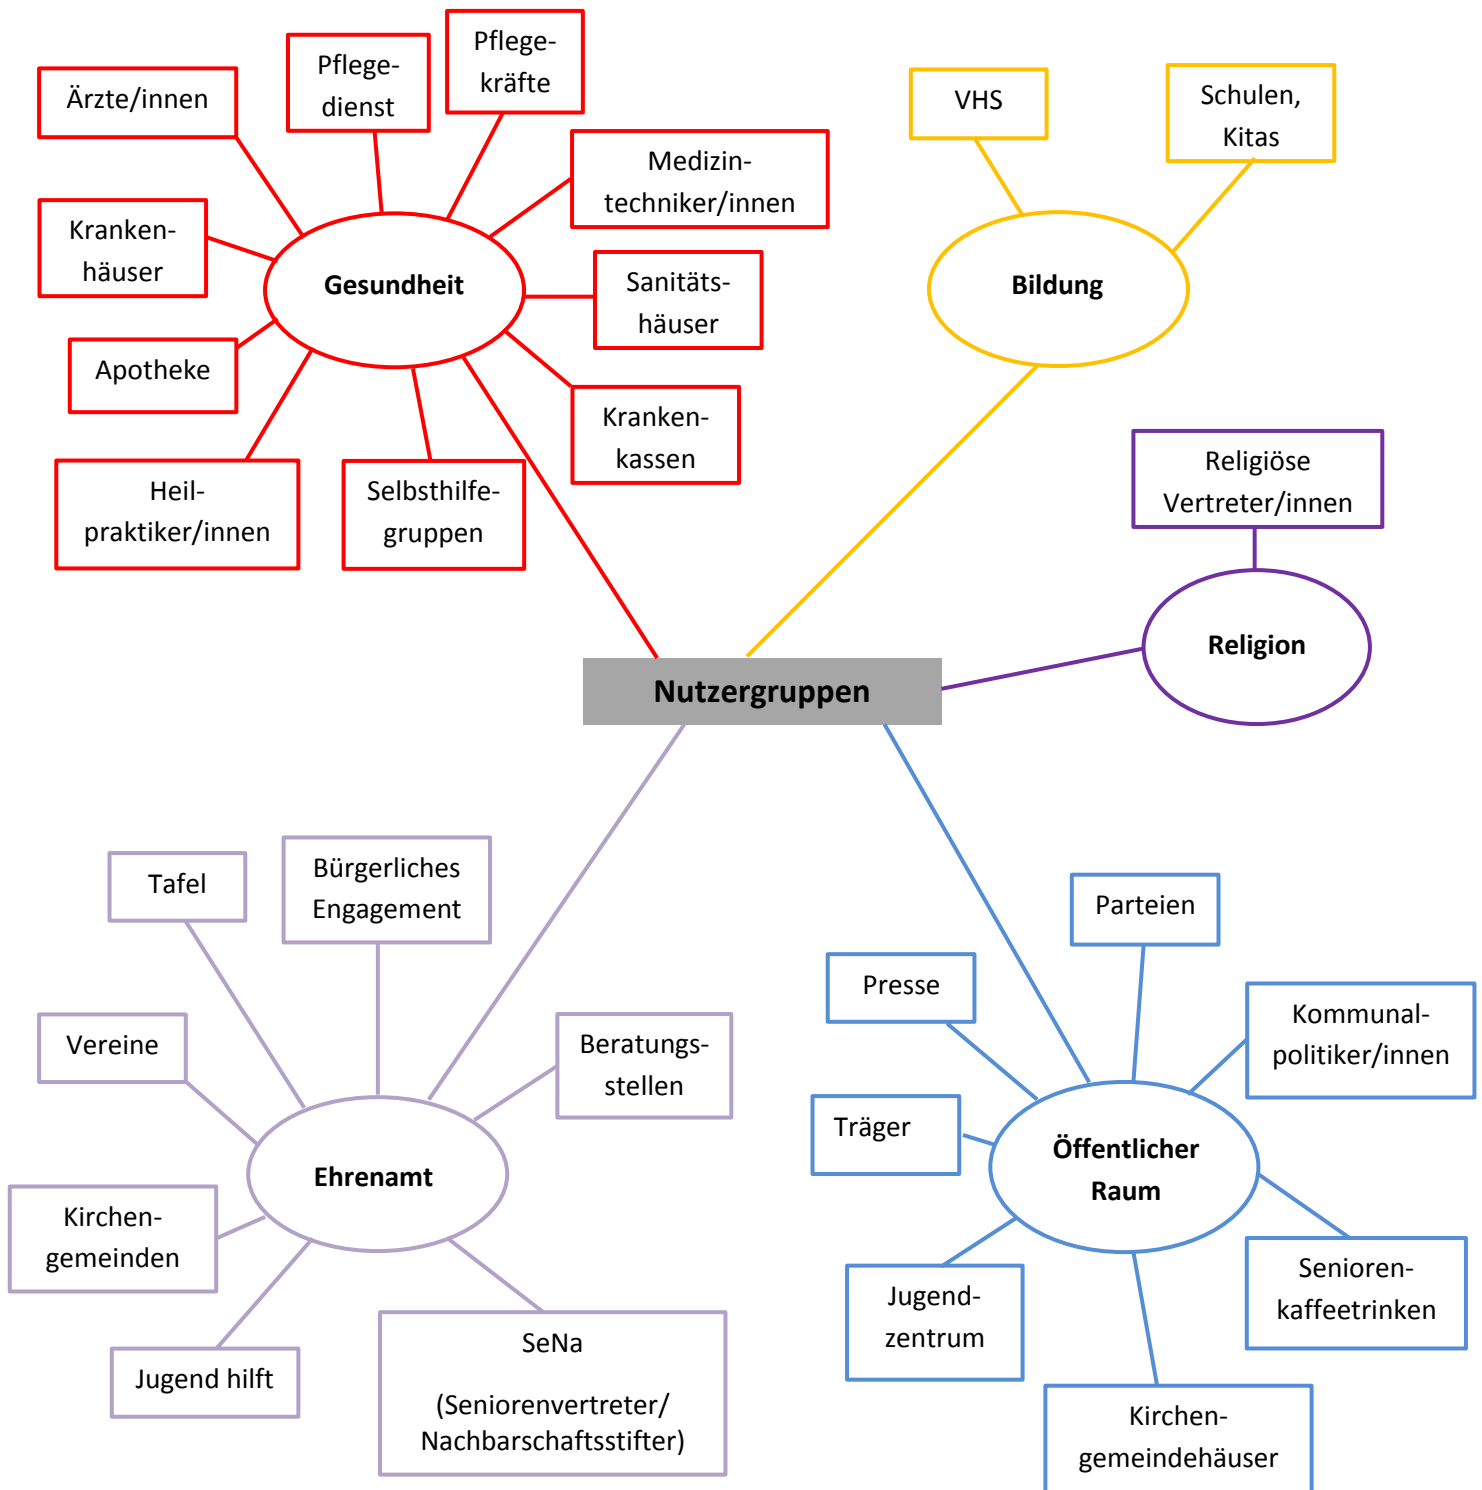 Pflege-
kräfte
Pflege-
dienst
Ärzte/innen
Medizin-
techniker/innen
Kranken-
häuser
Gesundheit
Sanitäts-
häuser
Apotheke
Kranken-
kassen
Heil-
praktiker/innen
Selbsthilfe-
gruppen
VHS
Schulen,
Kitas
Bildung
Religiöse
Vertreter/innen
Religion
Nutzergruppen
Tafel
Bürgerliches
Engagement
Vereine
Beratungs-
stellen
Ehrenamt
Kirchen-
gemeinden
Jugend hilft
SeNa
(Seniorenvertreter/
Nachbarschaftsstifter)
Parteien
Presse
Kommunal-
politiker/innen
Träger
Öffentlicher
Raum
Jugend-
zentrum
Senioren-
kaffeetrinken
Kirchen-
gemeindehäuser